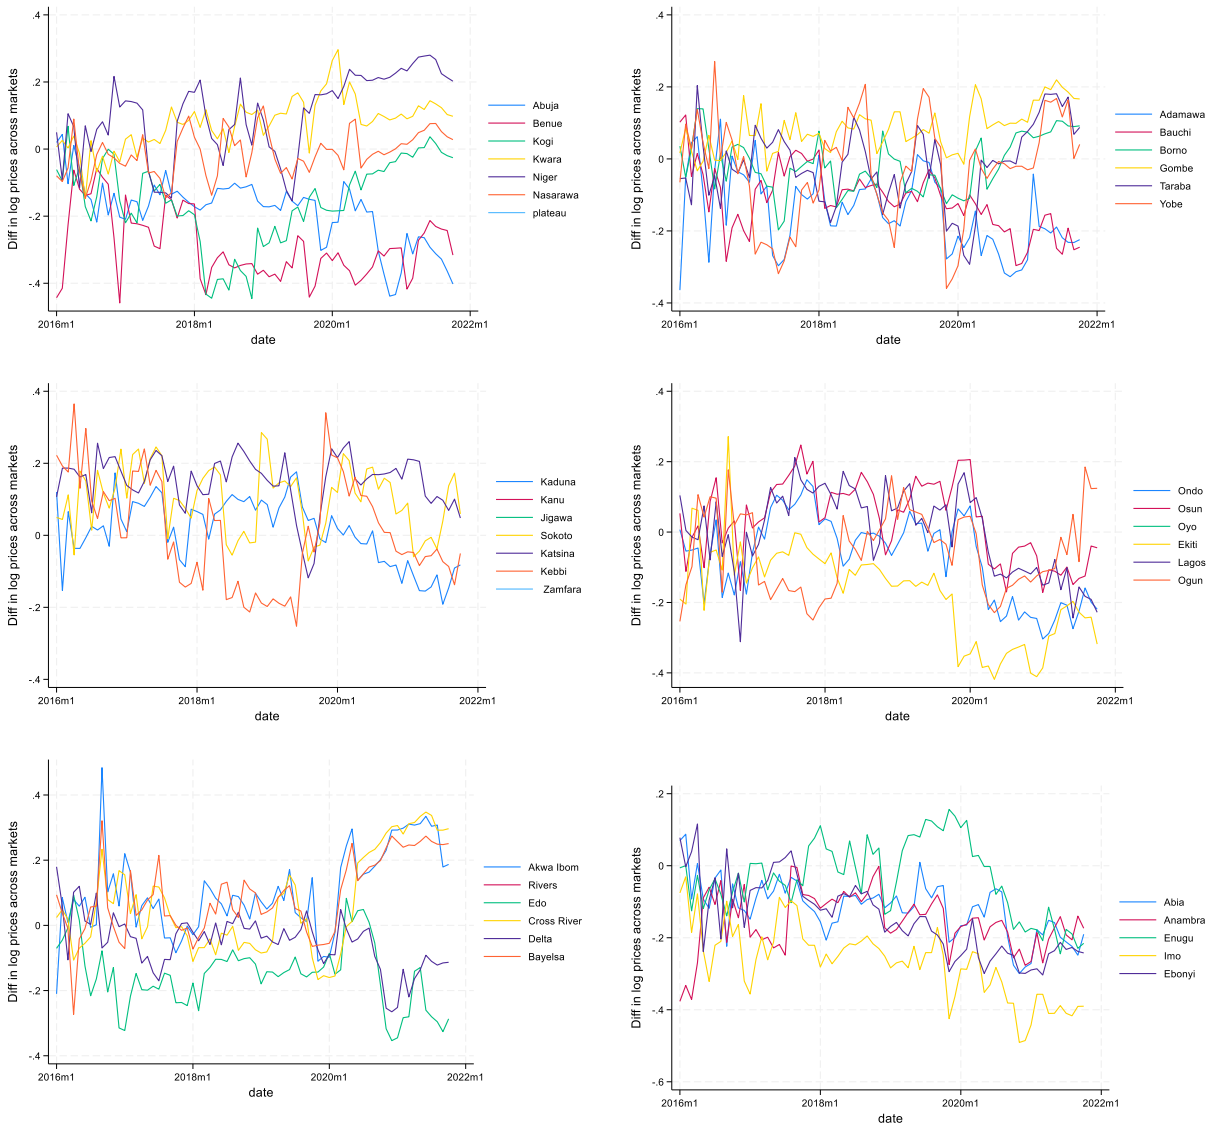 Diff in log prices across markets
.4
.2
0
-.2
-.4
2016m1 2018m1 2020m1 2022m1
date
Abuja
Benue
Kogi
Kwara
Niger
Nasarawa
plateau
Diff in log prices across markets
.4
.2
0
-.2
-.4
2016m1 2018m1 2020m1 2022m1
date
Adamawa
Bauchi
Borno
Gombe
Taraba
Yobe
Diff in log prices across markets
.4
.2
0
-.2
-.4
2016m1 2018m1 2020m1 2022m1
date
Kaduna
Kanu
Jigawa
Sokoto
Katsina
Kebbi
Zamfara
Diff in log prices across markets
.4
.2
0
-.2
-.4
2016m1 2018m1 2020m1 2022m1
date
Ondo
Osun
Oyo
Ekiti
Lagos
Ogun
Diff in log prices across markets
.4
.2
0
-.2
-.4
2016m1 2018m1 2020m1 2022m1
date
Akwa Ibom
Rivers
Edo
Cross River
Delta
Bayelsa
Diff in log prices across markets
.2
0
-.2
-.4
-.6
2016m1 2018m1 2020m1 2022m1
date
Abia
Anambra
Enugu
Imo
Ebonyi